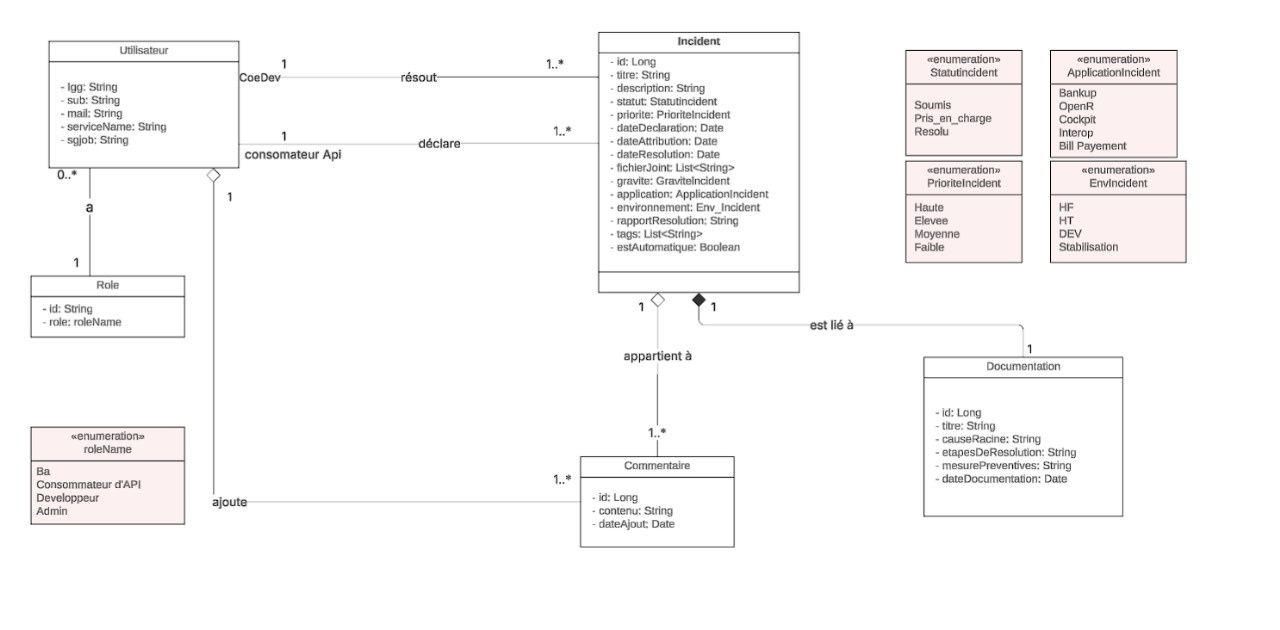 Utilisateur
- Igg: String
- sub: String
- mail: String
- serviceName: String
- sgjob: String
CoeDev
1
résout
1..*
1
consomateur Api
déclare
1..*
Incident
- id: Long
- titre: String
- description: String
- statut: StatutIncident
- priorite: PrioriteIncident
- dateDeclaration: Date
- dateAttribution: Date
- dateResolution: Date
- fichierJoint: List<String>
- gravite: GraviteIncident
- application: ApplicationIncident
- environnement: Env_Incident
- rapportResolution: String
- tags: List<String>
- estAutomatique: Boolean
«enumeration»
StatutIncident
Soumis
Pris_en_charge
Resolu
«enumeration»
ApplicationIncident
Bankup
OpenR
Cockpit
Interop
Bill Payement
«enumeration»
PrioriteIncident
Haute
Elevee
Moyenne
Faible
«enumeration»
EnvIncident
HF
HT
DEV
Stabilisation
0..*
a
1
1
Role
- id: String
- role: roleName
1
appartient à
1..*
1
est lié à
1
Documentation
- id: Long
- titre: String
- causeRacine: String
- etapesDeResolution: String
- mesurePreventives: String
- dateDocumentation: Date
«enumeration»
roleName
Ba
Consommateur d'API
Developpeur
Admin
ajoute
1..*
Commentaire
- id: Long
- contenu: String
- dateAjout: Date